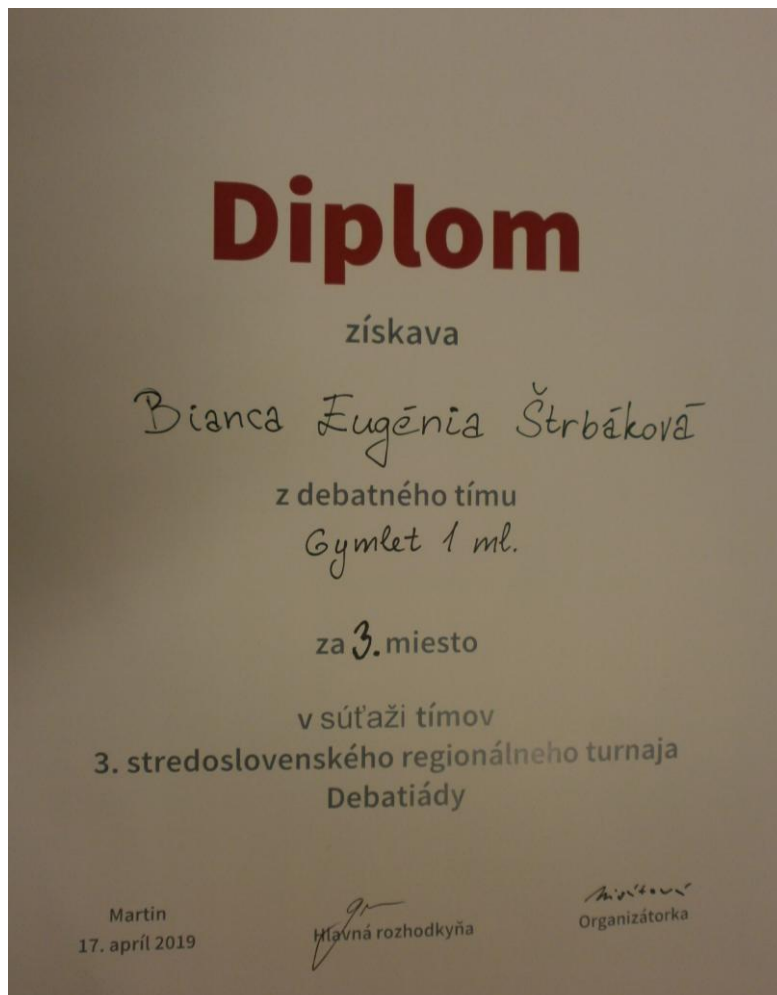 Diplom
získava
Bianca Eugénia Štrbáková
z debatného tímu
Gymlet 1 ml.
za 3. miesto
v súťaži tímov
3. stredoslovenského regionálneho turnaja
Debatiády
Martin
17. apríl 2019
Hlavná rozhodkyňa
Organizátorka